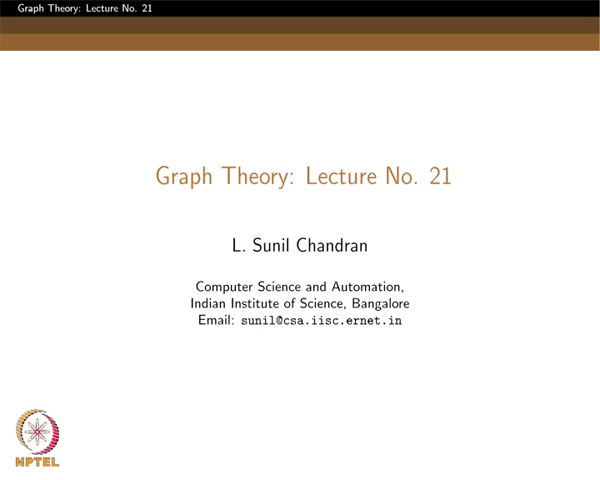 Graph Theory: Lecture No. 21
Graph Theory: Lecture No. 21
L. Sunil Chandran
Computer Science and Automation,
Indian Institute of Science, Bangalore
Email: sunil@csa.iisc.ernet.in
NPTEL